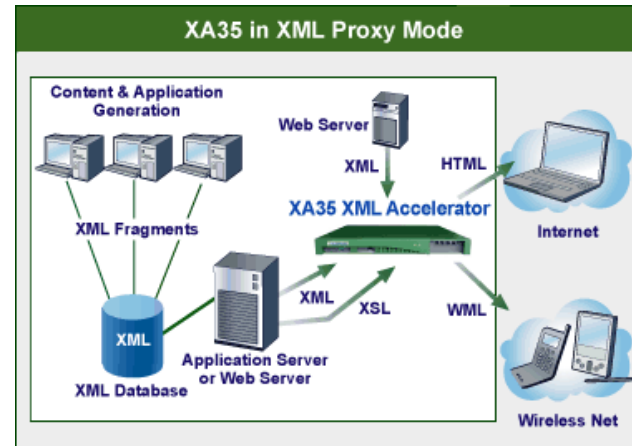 XA35 in XML Proxy Mode
Content & Application
Generation
Web Server
XML
HTML
XA35 XML Accelerator
Internet
XML Fragments
XML
XSL
WML
XML
Application Server
or Web Server
XML Database
Wireless Net